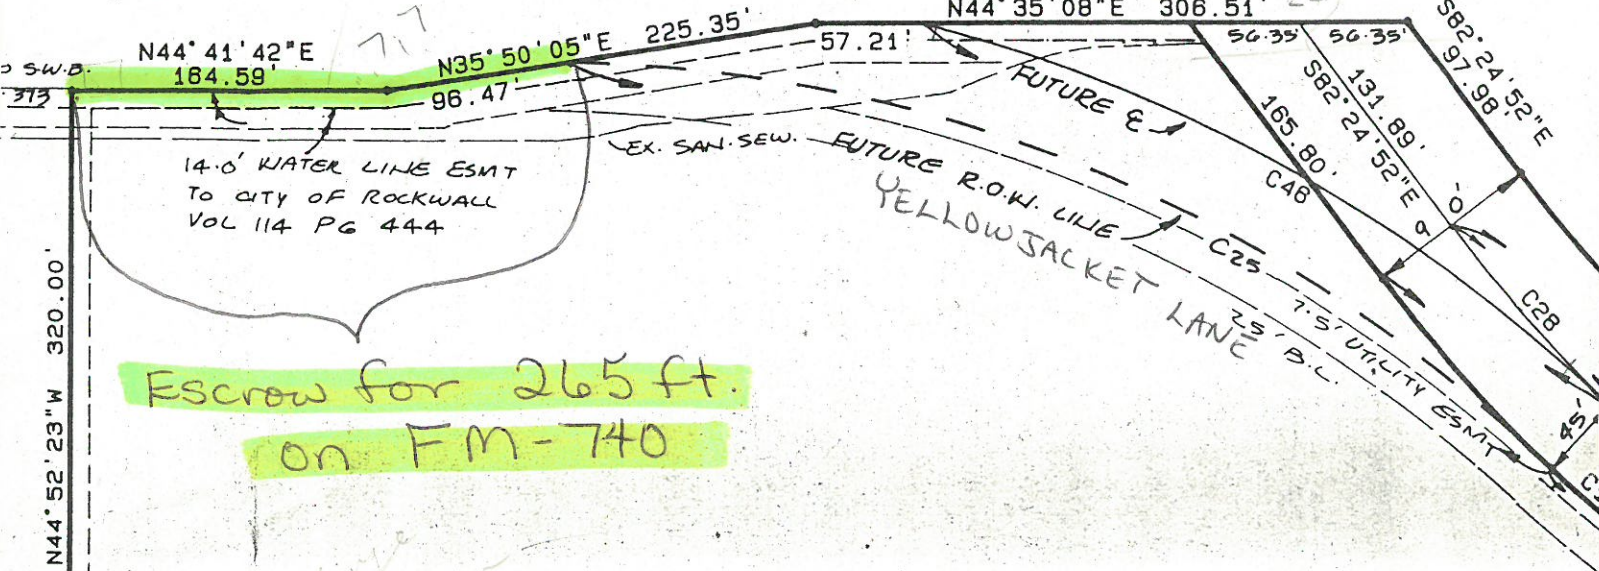 N44°35'08"E 306.51'
225.35'
N44°41'42"E
184.59'
N35°50'05"E
96.47'
57.21'
56.35' 56.35'
S82°24'52"E
97.98'
S.W.B.
373
14.0' WATER LINE ESMT
TO CITY OF ROCKWALL
VOL 114 PG 444
EX. SAN. SEW.
FUTURE ℄
FUTURE R.O.W. LINE
YELLOWJACKET LANE
131.89'
S82°24'52"E
165.80'
C46
C25
C28
7.5' UTILITY ESMT
25' B.L.
45'
N44°52'23"W 320.00'
Escrow for 265 ft.
on FM-740